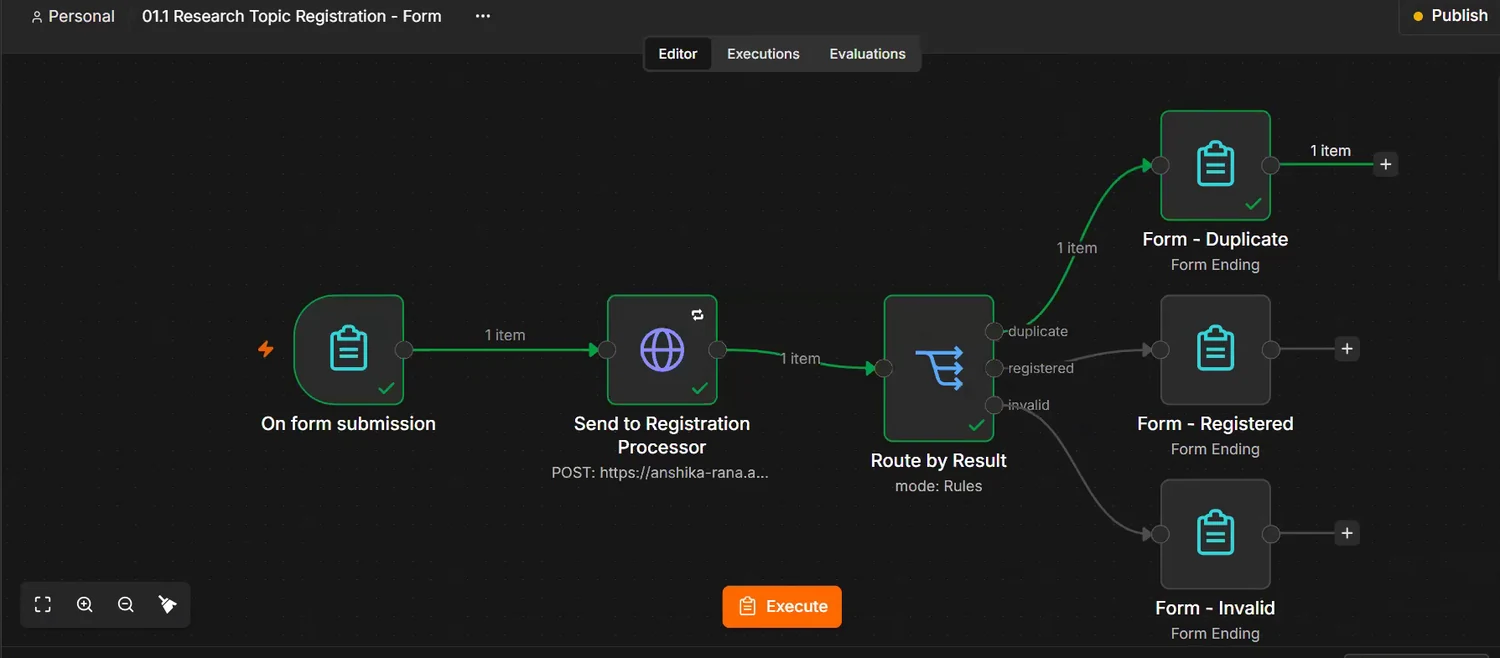 Personal
01.1 Research Topic Registration - Form
...
Publish
Editor
Executions
Evaluations
1 item
1 item
Form - Duplicate
Form Ending
duplicate
1 item
1 item
registered
invalid
On form submission
Send to Registration
Processor
POST: https://anshika-rana.a...
Route by Result
mode: Rules
Form - Registered
Form Ending
Execute
Form - Invalid
Form Ending